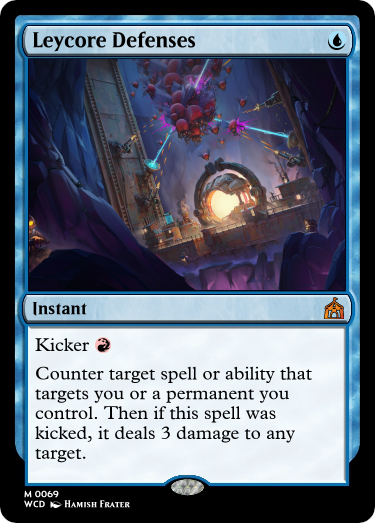 Leycore Defenses
Instant
Kicker
Counter target spell or ability that
targets you or a permanent you
control. Then if this spell was
kicked, it deals 3 damage to any
target.
M 0069
WCD Hamish Frater